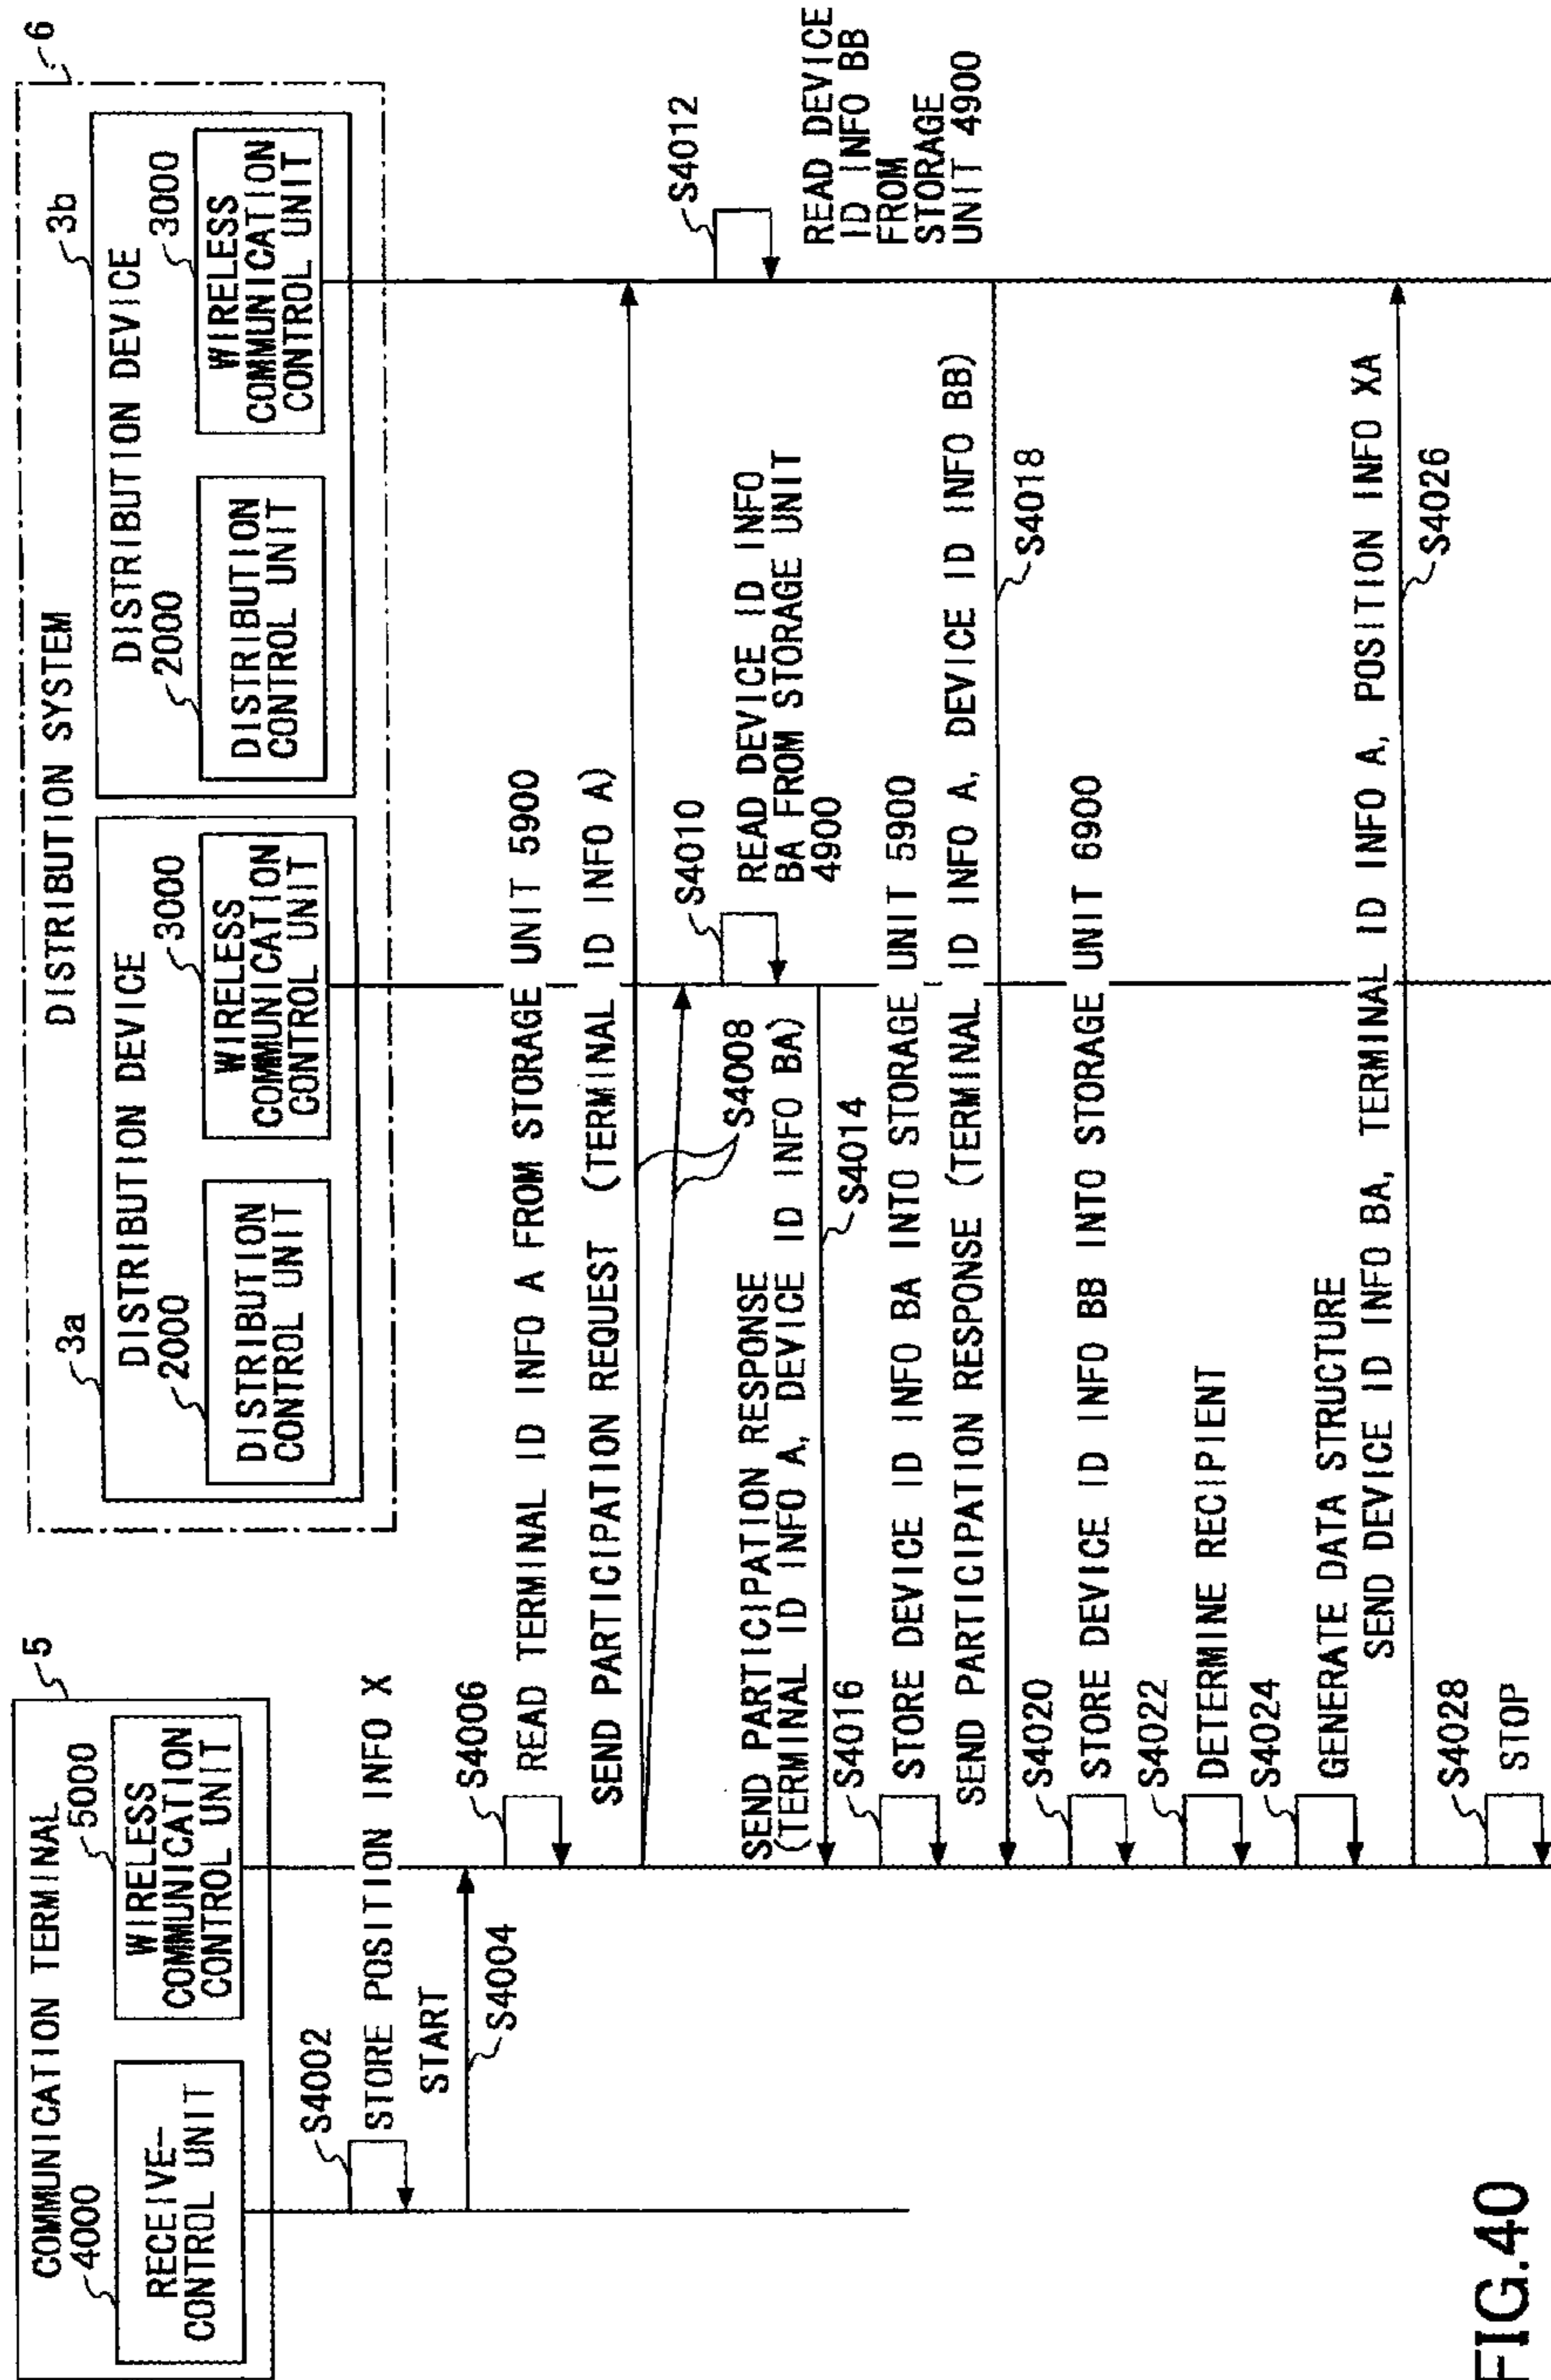 COMMUNICATION TERMINAL
5
4000
RECEIVE-
CONTROL UNIT
5000
WIRELESS
COMMUNICATION
CONTROL UNIT
DISTRIBUTION SYSTEM
6
3a
DISTRIBUTION DEVICE
2000
DISTRIBUTION
CONTROL UNIT
3000
WIRELESS
COMMUNICATION
CONTROL UNIT
3b
DISTRIBUTION DEVICE
2000
DISTRIBUTION
CONTROL UNIT
3000
WIRELESS
COMMUNICATION
CONTROL UNIT
S4002
STORE POSITION INFO X
START
S4004
S4006
READ TERMINAL ID INFO A FROM STORAGE UNIT 5900
SEND PARTICIPATION REQUEST (TERMINAL ID INFO A)
S4008
S4010
READ DEVICE ID INFO
BA FROM STORAGE UNIT
4900
S4012
READ DEVICE
ID INFO BB
FROM
STORAGE
UNIT 4900
SEND PARTICIPATION RESPONSE
(TERMINAL ID INFO A, DEVICE ID INFO BA)
S4014
S4016
STORE DEVICE ID INFO BA INTO STORAGE UNIT 5900
SEND PARTICIPATION RESPONSE (TERMINAL ID INFO A, DEVICE ID INFO BB)
S4018
S4020
STORE DEVICE ID INFO BB INTO STORAGE UNIT 6900
S4022
DETERMINE RECIPIENT
S4024
GENERATE DATA STRUCTURE
SEND DEVICE ID INFO BA, TERMINAL ID INFO A, POSITION INFO XA
S4026
S4028
STOP
FIG.40